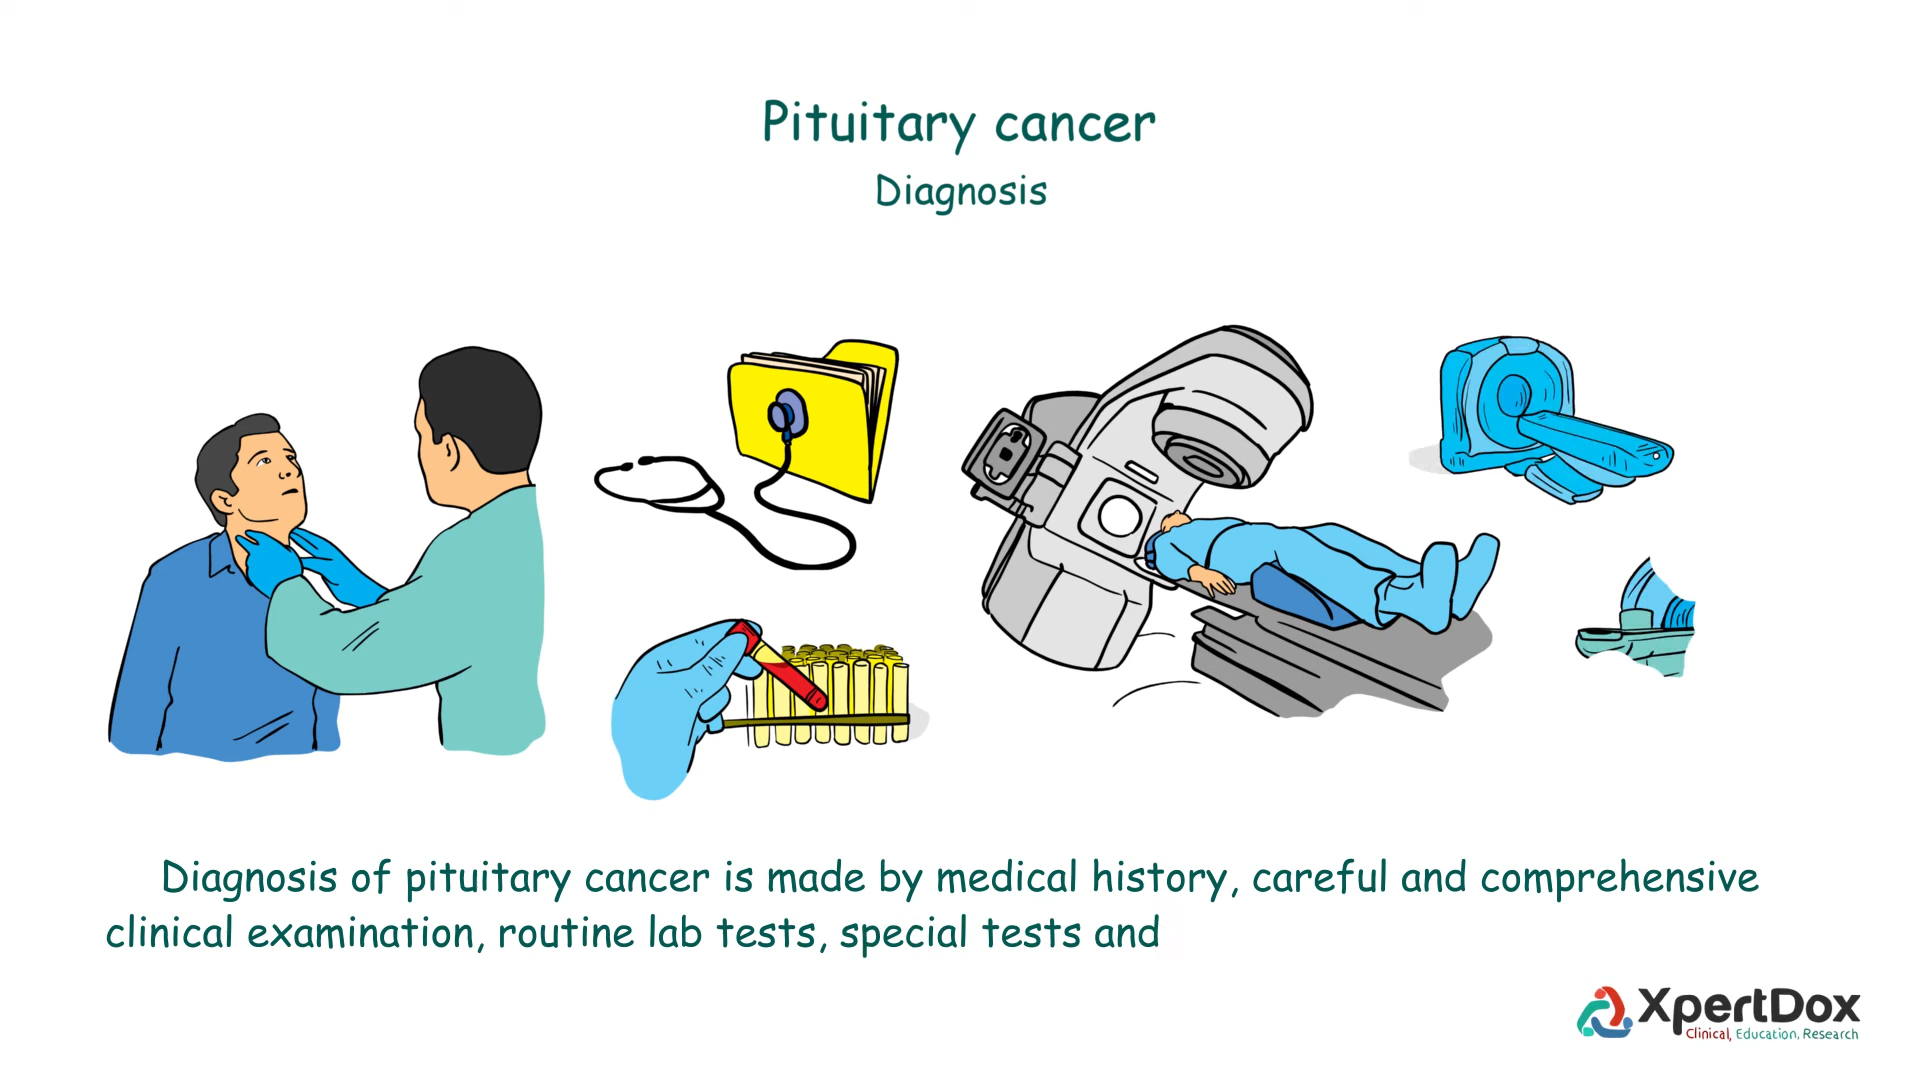 Pituitary cancer
Diagnosis
Diagnosis of pituitary cancer is made by medical history, careful and comprehensive
clinical examination, routine lab tests, special tests and
XpertDox
Clinical, Education, Research